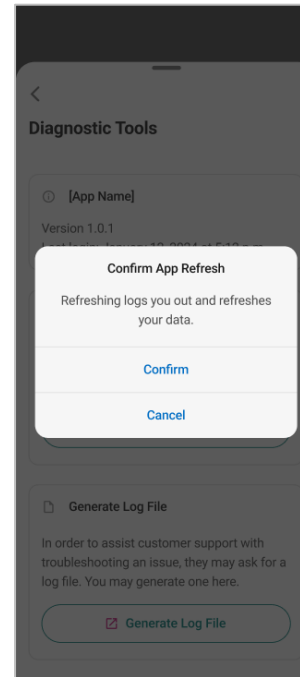 Diagnostic Tools
[App Name]
Version 1.0.1
Confirm App Refresh
Refreshing logs you out and refreshes
your data.
Confirm
Cancel
Generate Log File
In order to assist customer support with
troubleshooting an issue, they may ask for a
log file. You may generate one here.
Generate Log File